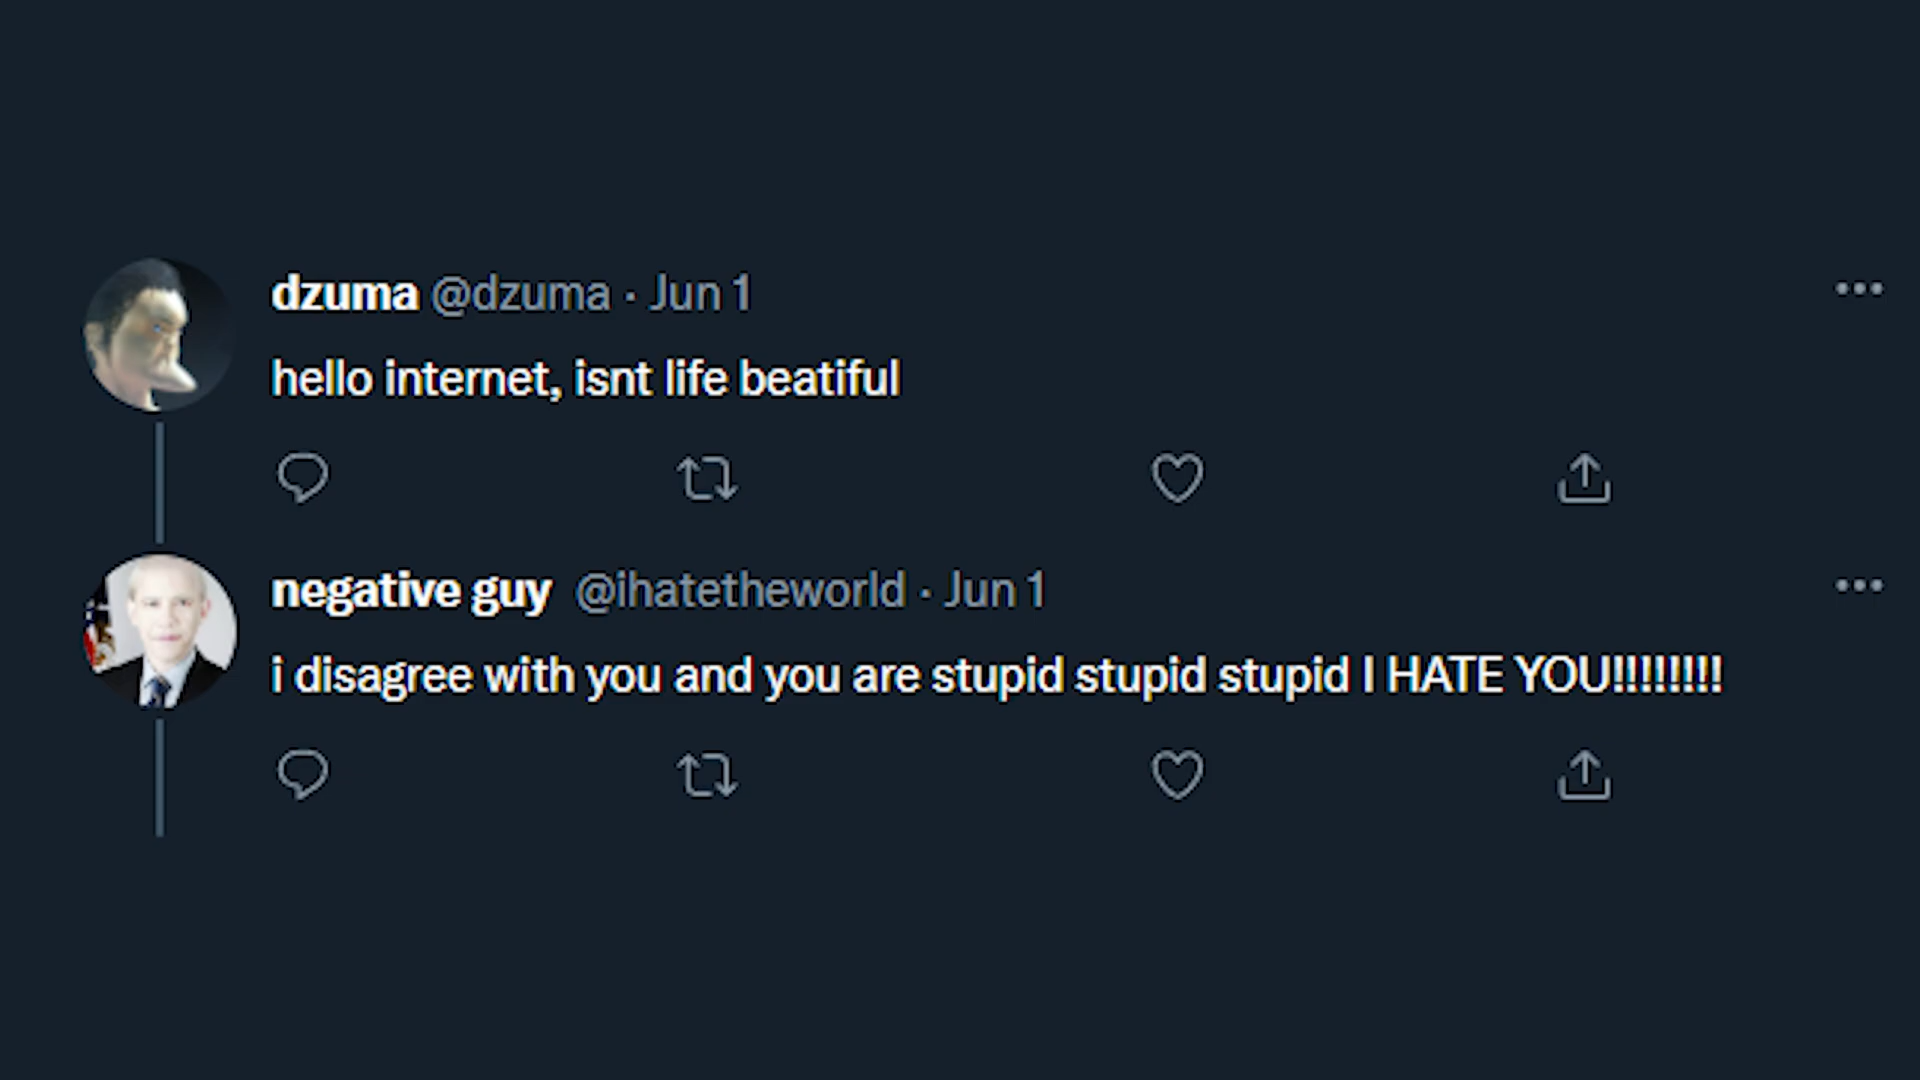 dzuma @dzuma · Jun 1
hello internet, isnt life beatiful
negative guy @ihatetheworld · Jun 1
i disagree with you and you are stupid stupid stupid I HATE YOU!!!!!!!!